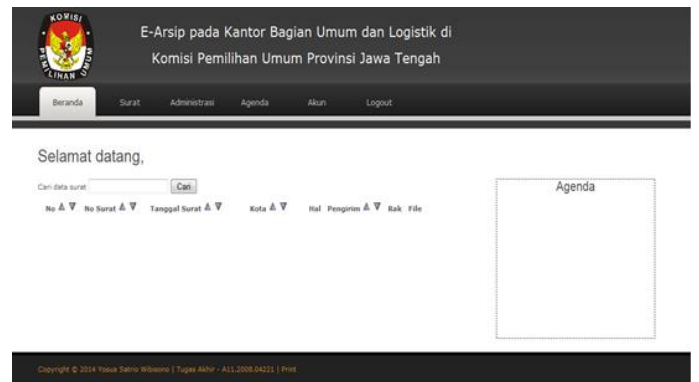 KOMISI
PEMILIHAN UMUM
E-Arsip pada Kantor Bagian Umum dan Logistik di
Komisi Pemilihan Umum Provinsi Jawa Tengah
Beranda Surat Administrasi Agenda Akun Logout
Selamat datang,
Cari data surat Cari
No No Surat Tanggal Surat Kota Hal Pengirim Rak File
Agenda
Copyright © 2014 Yosua Satrio Wibisono | Tugas Akhir - A11.2008.04231 | Print